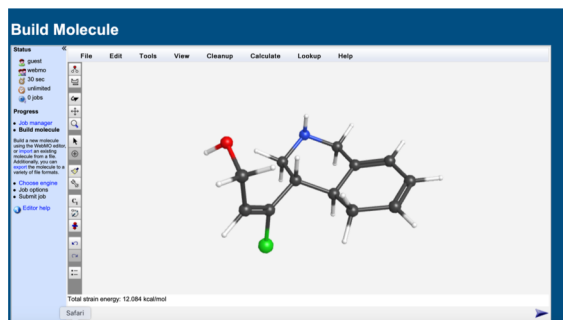 Build Molecule
Status
«
guest
webmo
30 sec
unlimited
0 jobs
Progress
Job manager
Build molecule
Build a new molecule
using the WebMO editor,
or import an existing
molecule from a file.
Additionally, you can
export the molecule to a
variety of file formats.
Choose engine
Job options
Submit job
Editor help
File Edit Tools View Cleanup Calculate Lookup Help
Total strain energy: 12.084 kcal/mol
Safari